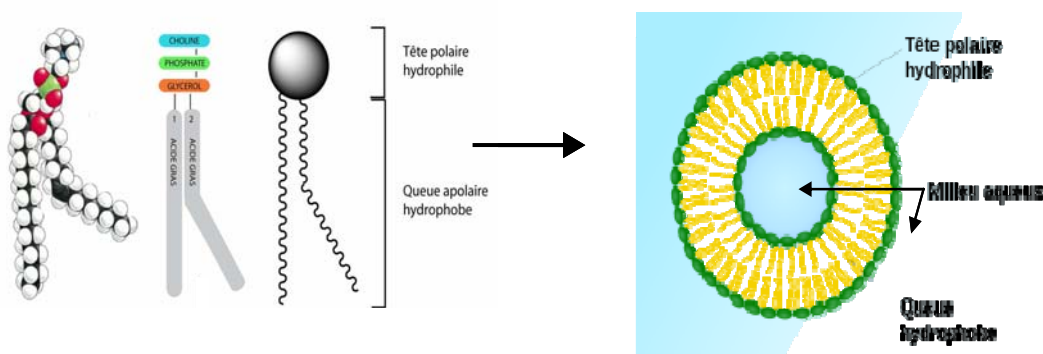 CHOLINE
PHOSPHATE
GLYCEROL
1
2
ACIDE GRAS
ACIDE GRAS
Tête polaire
hydrophile
Queue apolaire
hydrophobe
Tête polaire
hydrophile
Milieu aqueux
Queue
hydrophobe